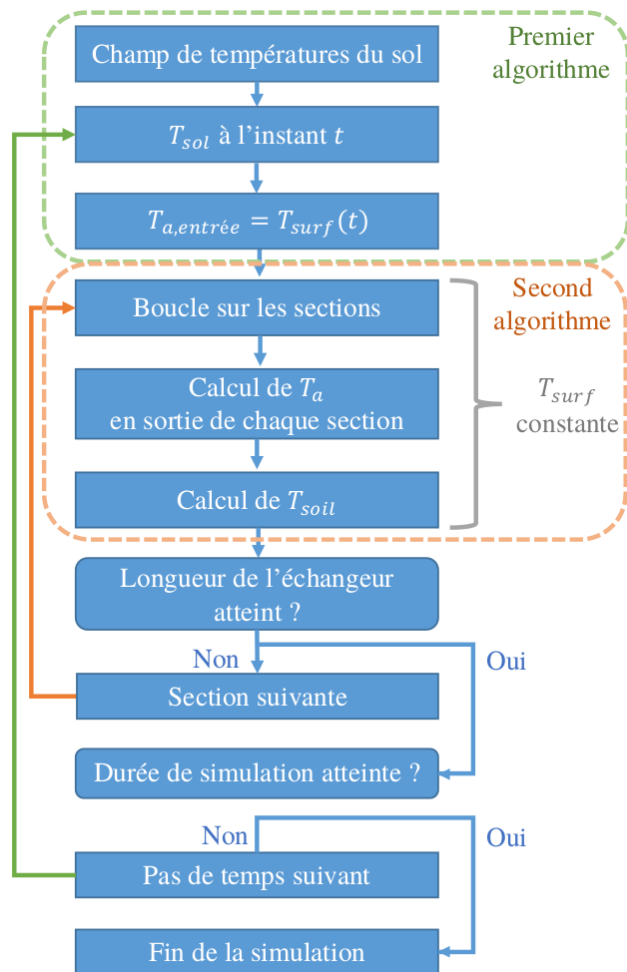 Premier
algorithme
Champ de températures du sol
T_sol à l'instant t
T_a,entrée = T_surf(t)
Second
algorithme
Boucle sur les sections
Calcul de T_a
en sortie de chaque section
T_surf
constante
Calcul de T_soil
Longueur de l'échangeur
atteint ?
Non
Oui
Section suivante
Durée de simulation atteinte ?
Non
Oui
Pas de temps suivant
Fin de la simulation